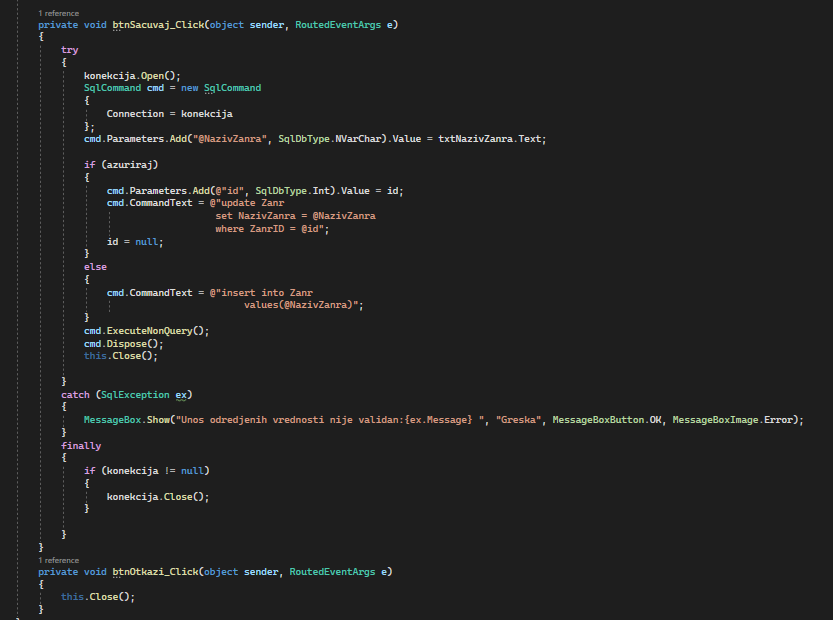 1 reference
private void btnSacuvaj_Click(object sender, RoutedEventArgs e)
{
try
{
konekcija.Open();
SqlCommand cmd = new SqlCommand
{
Connection = konekcija
};
cmd.Parameters.Add("@NazivZanra", SqlDbType.NVarChar).Value = txtNazivZanra.Text;
if (azuriraj)
{
cmd.Parameters.Add(@"id", SqlDbType.Int).Value = id;
cmd.CommandText = @"update Zanr
set NazivZanra = @NazivZanra
where ZanrID = @id";
id = null;
}
else
{
cmd.CommandText = @"insert into Zanr
values(@NazivZanra)";
}
cmd.ExecuteNonQuery();
cmd.Dispose();
this.Close();
}
catch (SqlException ex)
{
MessageBox.Show("Unos odredjenih vrednosti nije validan:{ex.Message} ", "Greska", MessageBoxButton.OK, MessageBoxImage.Error);
}
finally
{
if (konekcija != null)
{
konekcija.Close();
}
}
}
1 reference
private void btnOtkazi_Click(object sender, RoutedEventArgs e)
{
this.Close();
}